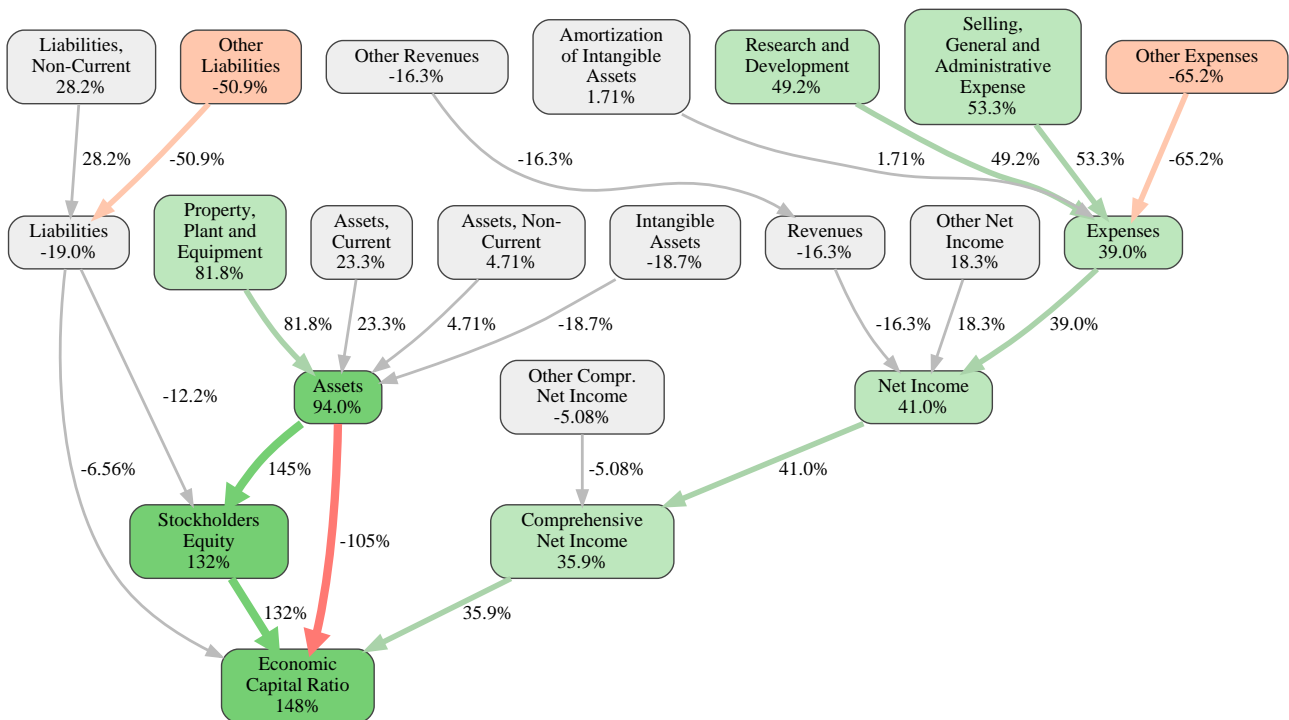 Liabilities,
Non-Current
28.2%
Other
Liabilities
-50.9%
Other Revenues
-16.3%
Amortization
of Intangible
Assets
1.71%
Research and
Development
49.2%
Selling,
General and
Administrative
Expense
53.3%
Other Expenses
-65.2%
28.2%
-50.9%
-16.3%
1.71%
49.2%
53.3%
-65.2%
Liabilities
-19.0%
Property,
Plant and
Equipment
81.8%
Assets,
Current
23.3%
Assets, Non-
Current
4.71%
Intangible
Assets
-18.7%
Revenues
-16.3%
Other Net
Income
18.3%
Expenses
39.0%
81.8%
23.3%
4.71%
-18.7%
-16.3%
18.3%
39.0%
Assets
94.0%
Other Compr.
Net Income
-5.08%
Net Income
41.0%
-12.2%
-6.56%
145%
-105%
-5.08%
41.0%
Stockholders
Equity
132%
Comprehensive
Net Income
35.9%
132%
35.9%
Economic
Capital Ratio
148%